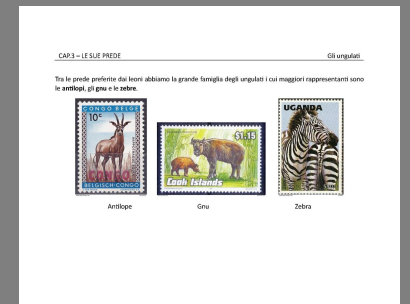 CAP.3 – LE SUE PREDE Gli ungulati
Tra le prede preferite dai leoni abbiamo la grande famiglia degli ungulati i cui maggiori rappresentanti sono
le antilopi, gli gnu e le zebre.
CONGO BELGE
10c
CONGO
BELGISCH-CONGO
$1.15
Cook Islands
UGANDA
Antilope Gnu Zebra